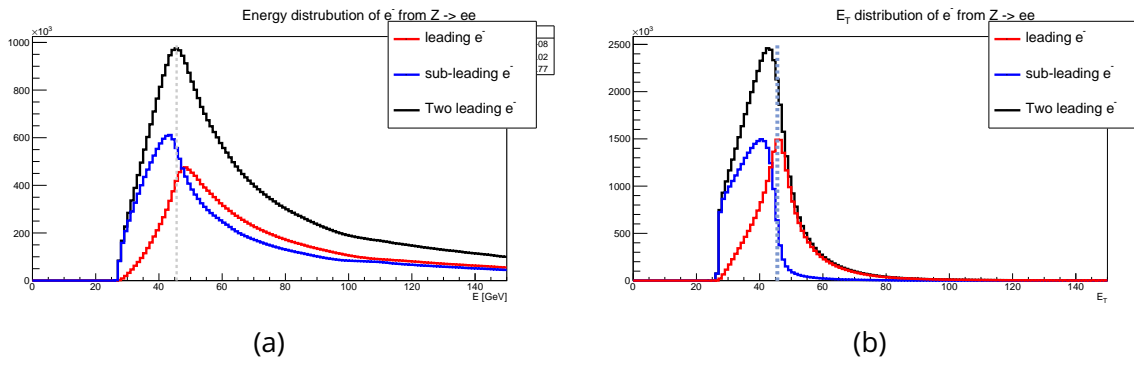 Energy distrubution of e⁻ from Z -> ee
×10³
leading e⁻
sub-leading e⁻
Two leading e⁻
08
02
77
1000
800
600
400
200
0
0 20 40 60 80 100 120 140
E [GeV]
(a)
E_T distribution of e⁻ from Z -> ee
×10³
leading e⁻
sub-leading e⁻
Two leading e⁻
2500
2000
1500
1000
500
0
0 20 40 60 80 100 120 140
E_T
(b)